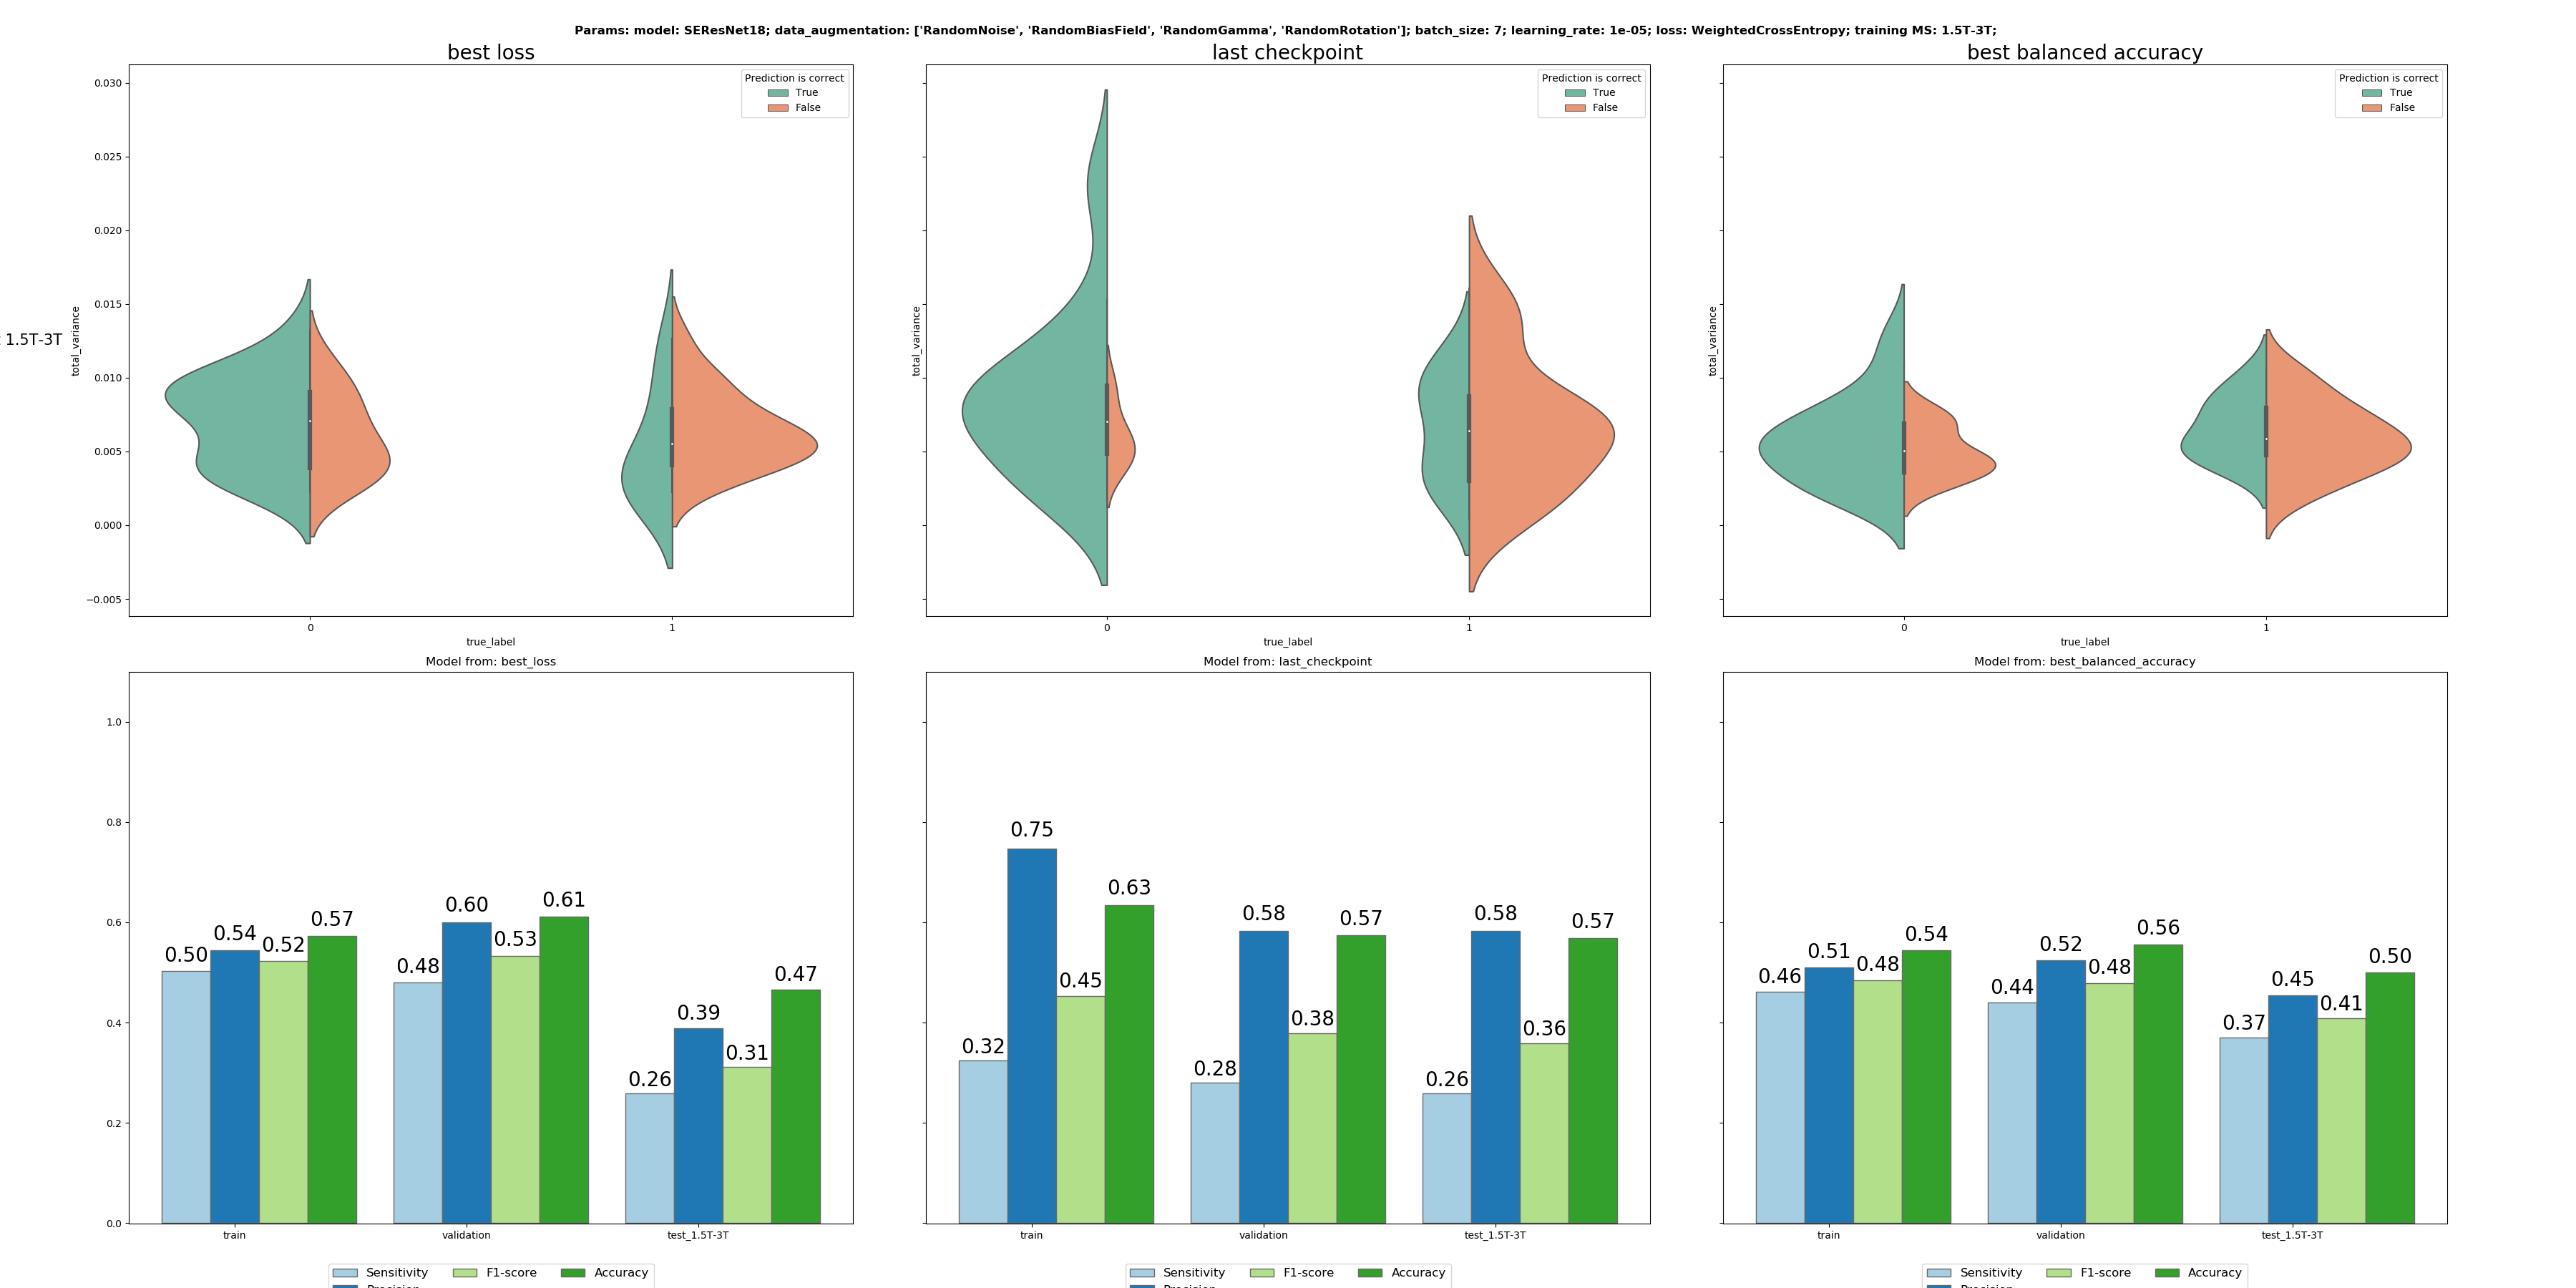 Params: model: SEResNet18; data_augmentation: ['RandomNoise', 'RandomBiasField', 'RandomGamma', 'RandomRotation']; batch_size: 7; learning_rate: 1e-05; loss: WeightedCrossEntropy; training MS: 1.5T-3T;
best loss
last checkpoint
best balanced accuracy
Prediction is correct
True
False
Prediction is correct
True
False
Prediction is correct
True
False
: 1.5T-3T
total_variance
0.030
0.025
0.020
0.015
0.010
0.005
0.000
−0.005
total_variance
total_variance
0 1
0 1
0 1
true_label
true_label
true_label
Model from: best_loss
1.0
0.8
0.6
0.4
0.2
0.0
0.50 0.54 0.52 0.57
0.48 0.60 0.53 0.61
0.26 0.39 0.31 0.47
train validation test_1.5T-3T
Sensitivity F1-score Accuracy
Precision
Model from: last_checkpoint
0.32 0.75 0.45 0.63
0.28 0.58 0.38 0.57
0.26 0.58 0.36 0.57
train validation test_1.5T-3T
Sensitivity F1-score Accuracy
Precision
Model from: best_balanced_accuracy
0.46 0.51 0.48 0.54
0.44 0.52 0.48 0.56
0.37 0.45 0.41 0.50
train validation test_1.5T-3T
Sensitivity F1-score Accuracy
Precision